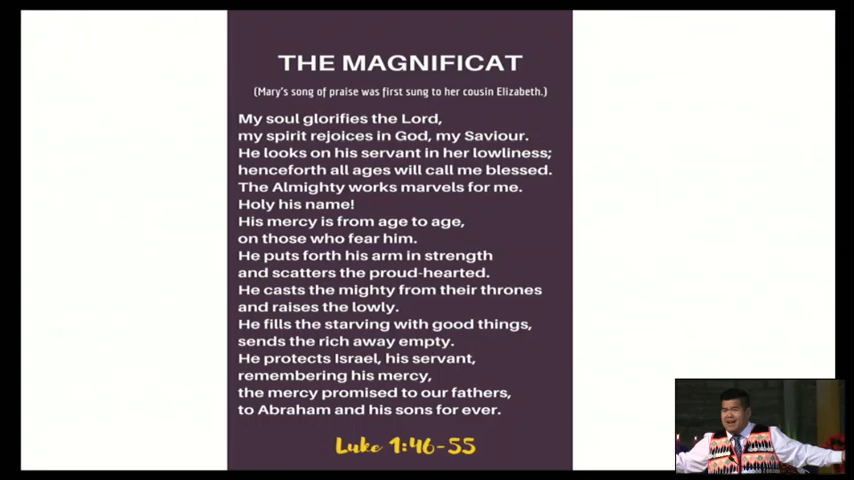 THE MAGNIFICAT
(Mary's song of praise was first sung to her cousin Elizabeth.)
My soul glorifies the Lord,
my spirit rejoices in God, my Saviour.
He looks on his servant in her lowliness;
henceforth all ages will call me blessed.
The Almighty works marvels for me.
Holy his name!
His mercy is from age to age,
on those who fear him.
He puts forth his arm in strength
and scatters the proud-hearted.
He casts the mighty from their thrones
and raises the lowly.
He fills the starving with good things,
sends the rich away empty.
He protects Israel, his servant,
remembering his mercy,
the mercy promised to our fathers,
to Abraham and his sons for ever.
Luke 1:46-55